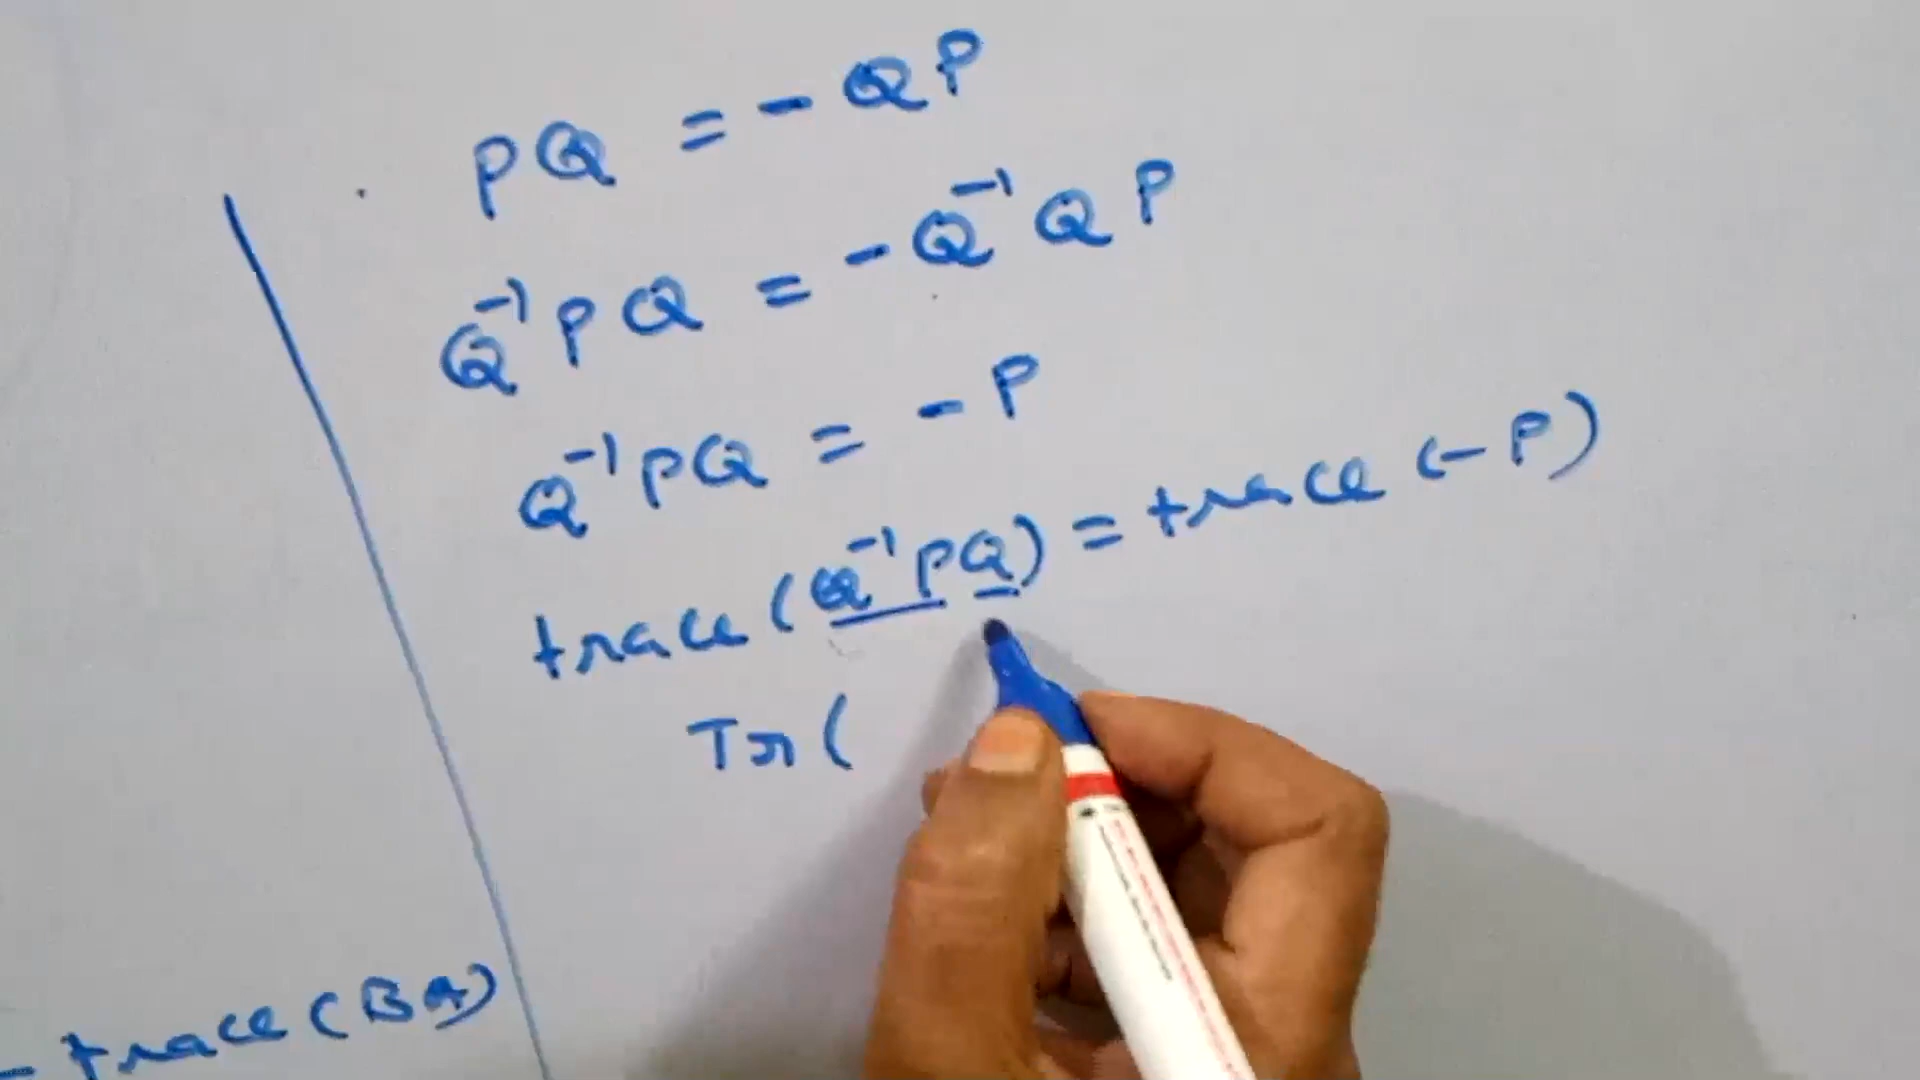 PQ = - QP
Q⁻¹PQ = - Q⁻¹QP
Q⁻¹PQ = - P
trace (Q⁻¹PQ) = trace (-P)
Tr (
= trace (BA)